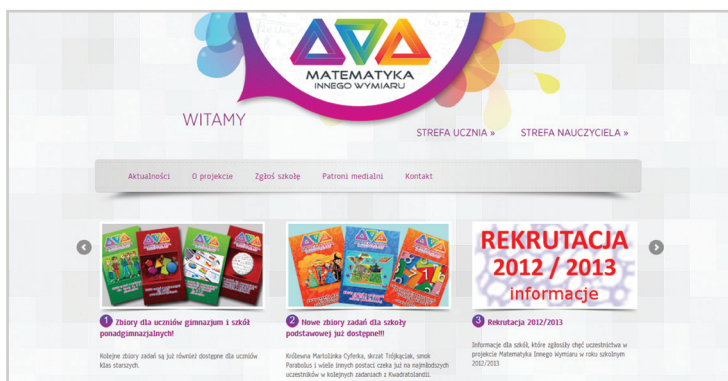 MATEMATYKA
INNEGO WYMIARU
WITAMY
STREFA UCZNIA »
STREFA NAUCZYCIELA »
Aktualności
O projekcie
Zgłoś szkołę
Patroni medialni
Kontakt
REKRUTACJA
2012 / 2013
informacje
1 Zbiory dla uczniów gimnazjum i szkół
ponadgimnazjalnych!
Kolejne zbiory zadań są już również dostępne dla uczniów
klas starszych.
2 Nowe zbiory zadań dla szkoły
podstawowej już dostępne!!!
Królewna Martolinka Cyferka, skrzat Trójkąciak, smok
Parabolus i wiele innych postaci czeka już na najmłodszych
uczestników w kolejnych zadaniach z Kwadratolandii.
3 Rekrutacja 2012/2013
Informacje dla szkół, które zgłosiły chęć uczestnictwa w
projekcie Matematyka Innego Wymiaru w roku szkolnym
2012/2013